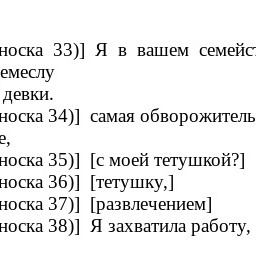 носка 33)] Я в вашем семейст
емеслу
девки.
носка 34)] самая обворожитель
е,
носка 35)] [с моей тетушкой?]
носка 36)] [тетушку,]
носка 37)] [развлечением]
носка 38)] Я захватила работу,